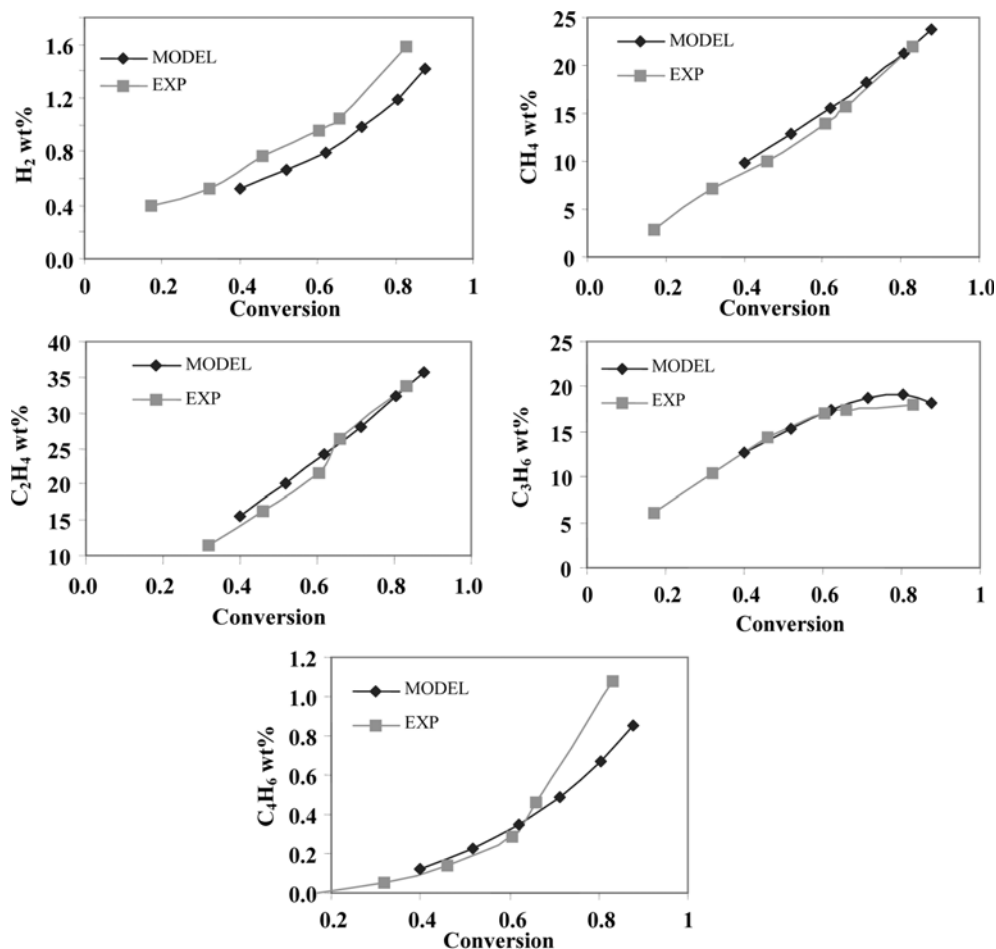 H₂ wt%
1.6
1.2
0.8
0.4
0.0
MODEL
EXP
0 0.2 0.4 0.6 0.8 1
Conversion
CH₄ wt%
25
20
15
10
5
0
MODEL
EXP
0.0 0.2 0.4 0.6 0.8 1.0
Conversion
C₂H₄ wt%
40
35
30
25
20
15
10
MODEL
EXP
0.0 0.2 0.4 0.6 0.8 1.0
Conversion
C₃H₆ wt%
25
20
15
10
5
0
MODEL
EXP
0 0.2 0.4 0.6 0.8 1
Conversion
C₄H₆ wt%
1.2
1.0
0.8
0.6
0.4
0.2
0.0
MODEL
EXP
0.2 0.4 0.6 0.8 1
Conversion